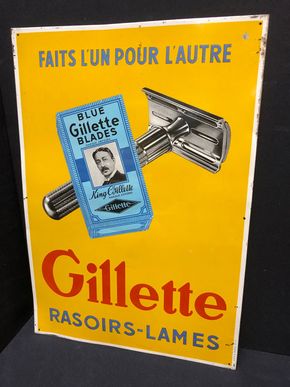 FAITS L'UN POUR L'AUTRE
BLUE
Gillette
BLADES
King C Gillette
Gillette
Gillette
RASOIRS-LAMES